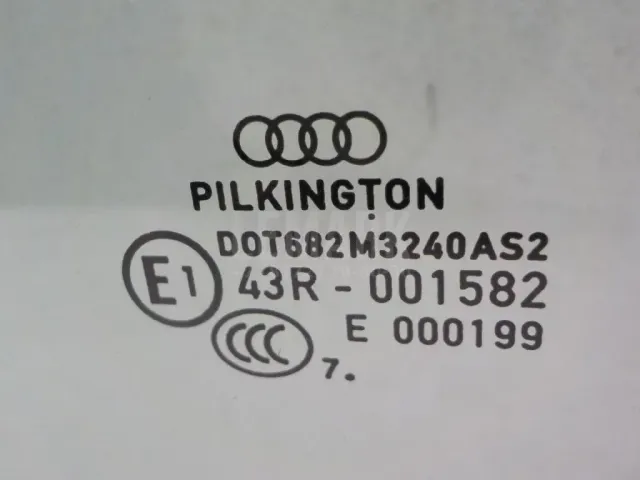 PILKINGTON
DOT682M3240AS2
E1 43R - 001582
CCC E 000199
7.